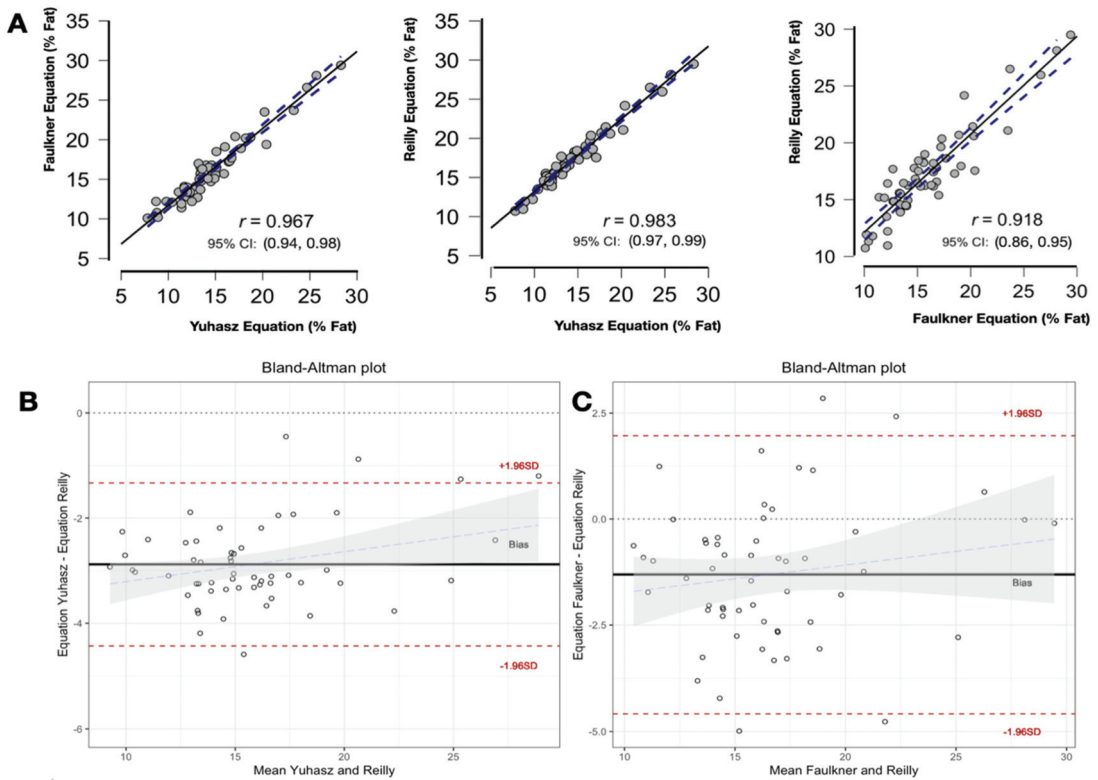 A
Faulkner Equation (% Fat)
35
30
25
20
15
10
5
r = 0.967
95% CI: (0.94, 0.98)
5 10 15 20 25 30
Yuhasz Equation (% Fat)
Reilly Equation (% Fat)
35
30
25
20
15
10
5
r = 0.983
95% CI: (0.97, 0.99)
5 10 15 20 25 30
Yuhasz Equation (% Fat)
Reilly Equation (% Fat)
30
25
20
15
10
r = 0.918
95% CI: (0.86, 0.95)
10 15 20 25 30
Faulkner Equation (% Fat)
Bland-Altman plot
B
Equation Yuhasz - Equation Reilly
0
-2
-4
-6
+1.96SD
Bias
-1.96SD
10 15 20 25
Mean Yuhasz and Reilly
Bland-Altman plot
C
Equation Faulkner - Equation Reilly
2.5
0.0
-2.5
-5.0
+1.96SD
Bias
-1.96SD
10 15 20 25 30
Mean Faulkner and Reilly